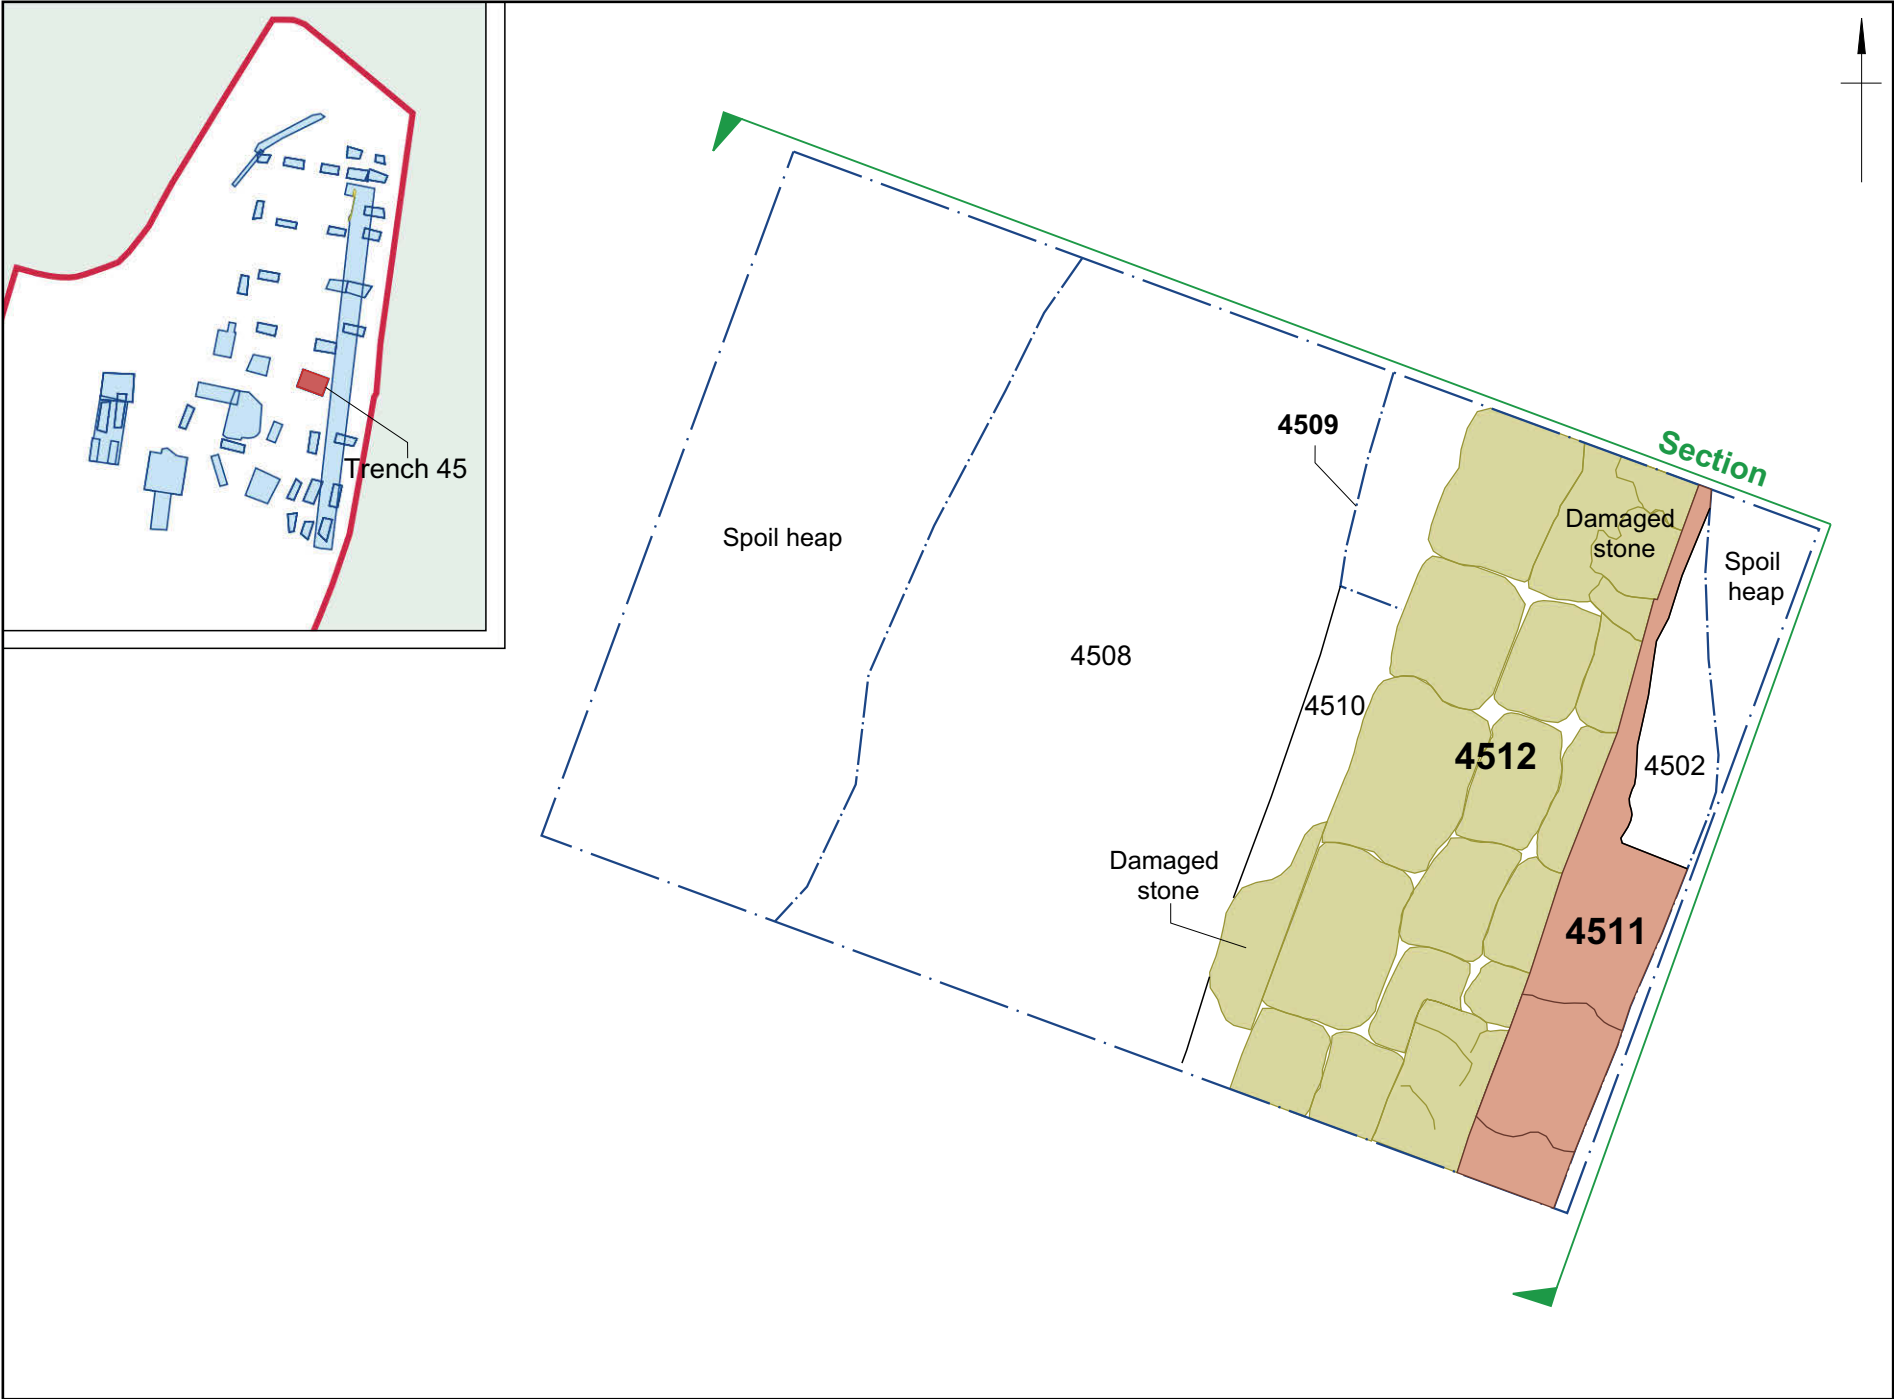 Trench 45
Section
4509
Damaged
stone
Spoil heap
Spoil
heap
4508
4510
4512
4502
Damaged
stone
4511